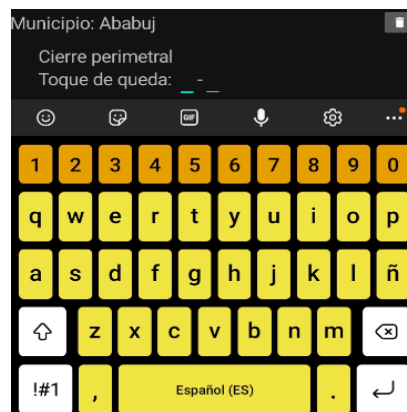 Municipio: Ababuj
Cierre perimetral
Toque de queda: _-_
GIF
1 2 3 4 5 6 7 8 9 0
q w e r t y u i o p
a s d f g h j k l ñ
z x c v b n m
!#1 , Español (ES) .